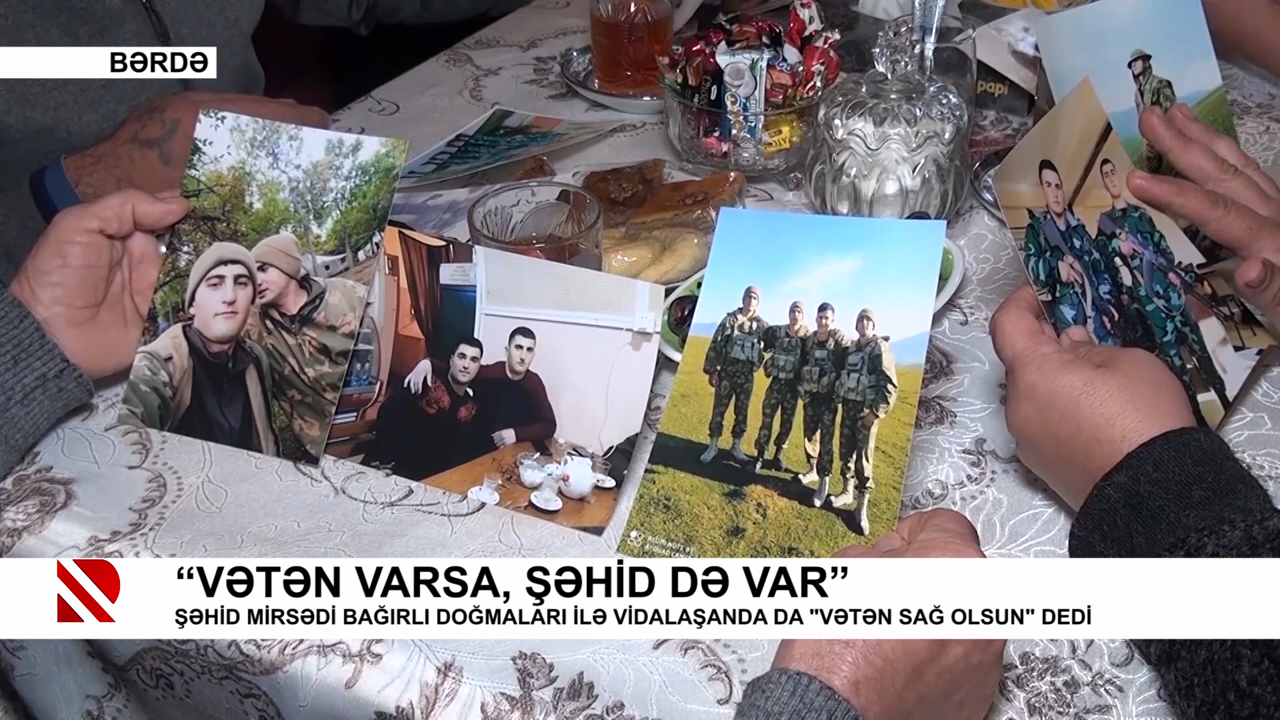 BƏRDƏ
papi
“VƏTƏN VARSA, ŞƏHİD DƏ VAR”
ŞƏHİD MİRSƏDİ BAĞIRLI DOĞMALARI İLƏ VİDALAŞANDA DA "VƏTƏN SAĞ OLSUN" DEDİ